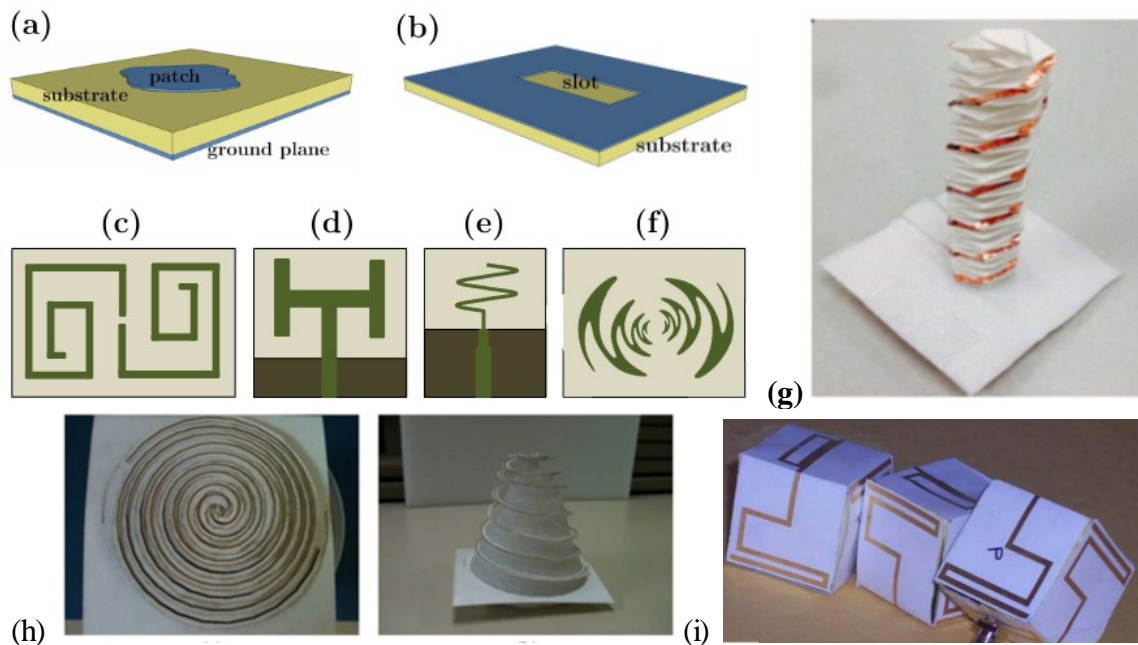 (a)
patch
substrate
ground plane
(b)
slot
substrate
(c)
(d)
(e)
(f)
(g)
(h)
(i)
P